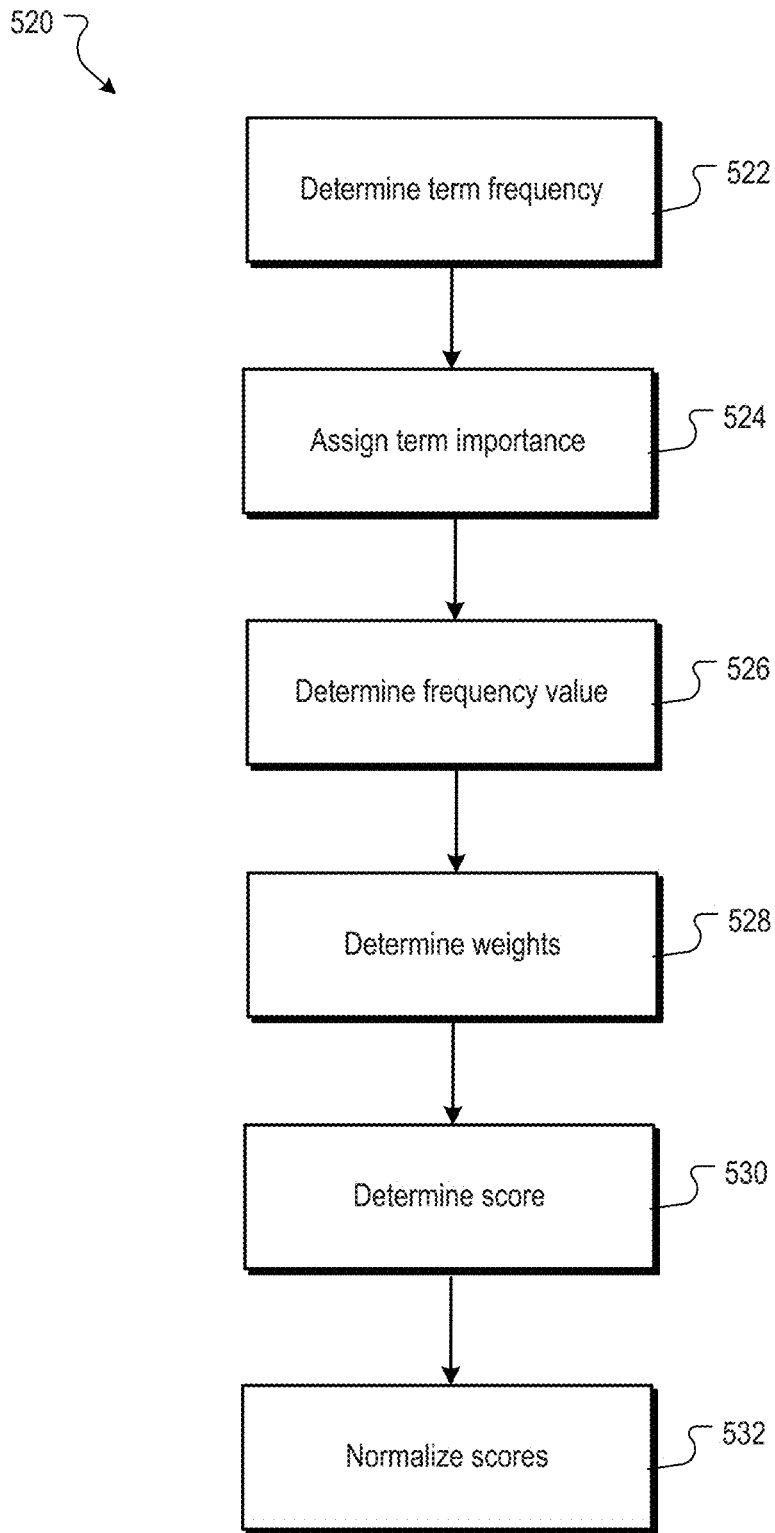 520
Determine term frequency
522
Assign term importance
524
Determine frequency value
526
Determine weights
528
Determine score
530
Normalize scores
532